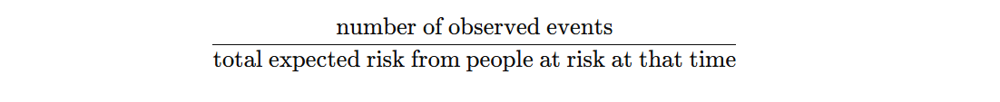 number of observed events
total expected risk from people at risk at that time